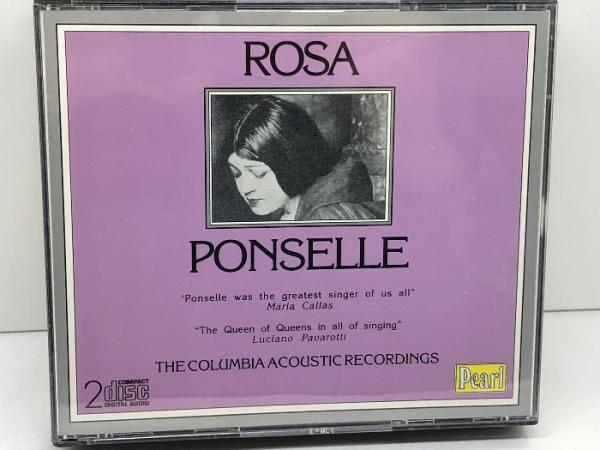 ROSA
PONSELLE
"Ponselle was the greatest singer of us all"
Maria Callas
"The Queen of Queens in all of singing"
Luciano Pavarotti
THE COLUMBIA ACOUSTIC RECORDINGS
Pearl
2 COMPACT
disc
DIGITAL AUDIO